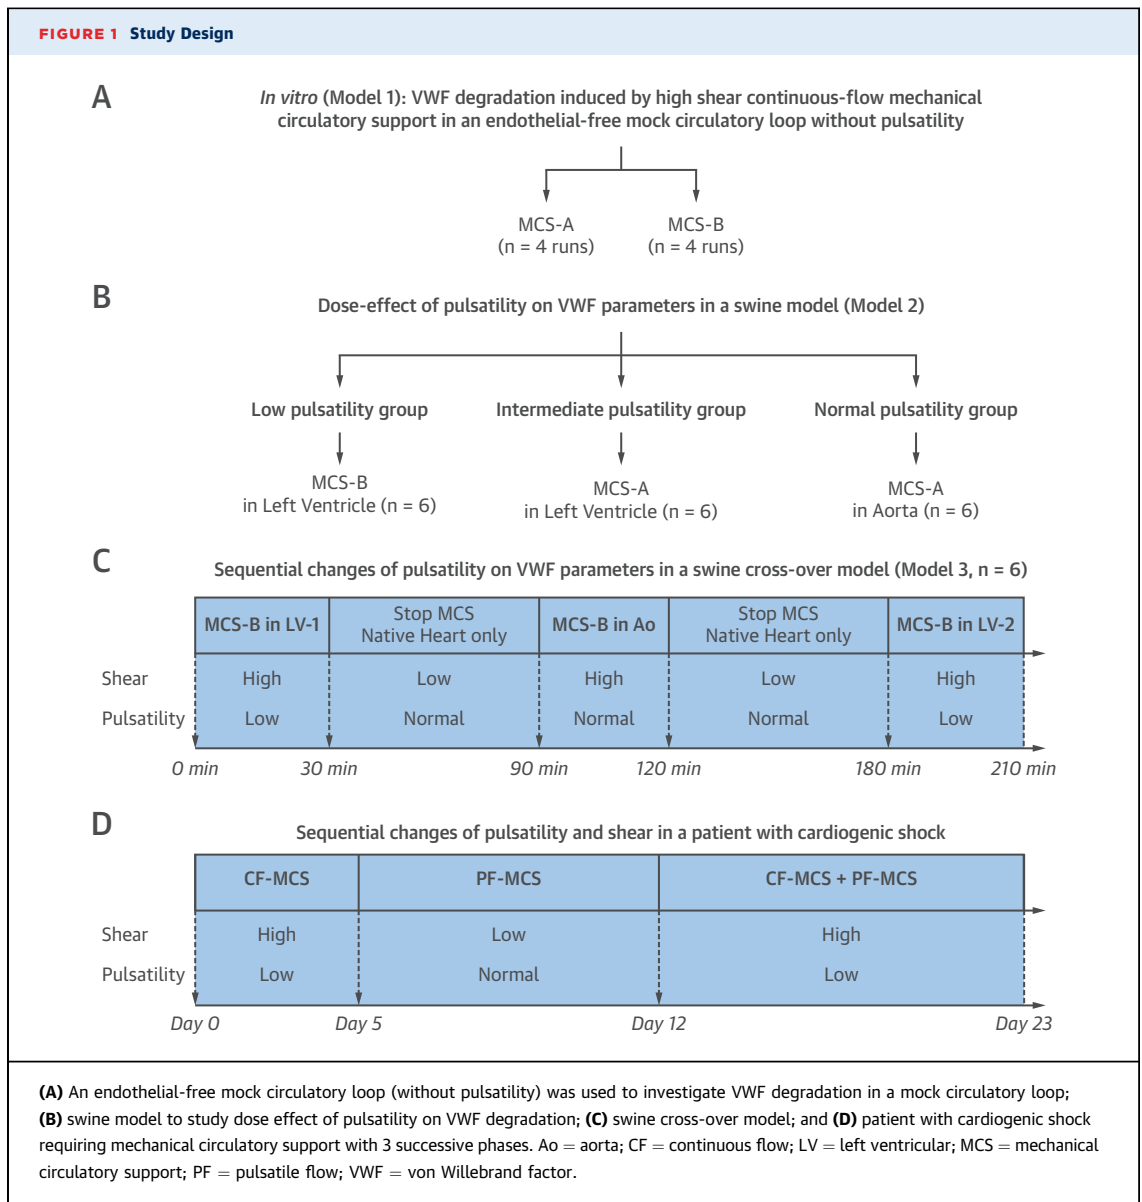 FIGURE 1 Study Design
A
In vitro (Model 1): VWF degradation induced by high shear continuous-flow mechanical
circulatory support in an endothelial-free mock circulatory loop without pulsatility
MCS-A
(n = 4 runs)
MCS-B
(n = 4 runs)
B
Dose-effect of pulsatility on VWF parameters in a swine model (Model 2)
Low pulsatility group
Intermediate pulsatility group
Normal pulsatility group
MCS-B
in Left Ventricle (n = 6)
MCS-A
in Left Ventricle (n = 6)
MCS-A
in Aorta (n = 6)
C
Sequential changes of pulsatility on VWF parameters in a swine cross-over model (Model 3, n = 6)
MCS-B in LV-1
Stop MCS
Native Heart only
MCS-B in Ao
Stop MCS
Native Heart only
MCS-B in LV-2
Shear High Low High Low High
Pulsatility Low Normal Normal Normal Low
0 min 30 min 90 min 120 min 180 min 210 min
D
Sequential changes of pulsatility and shear in a patient with cardiogenic shock
CF-MCS PF-MCS CF-MCS + PF-MCS
Shear High Low High
Pulsatility Low Normal Low
Day 0 Day 5 Day 12 Day 23
(A) An endothelial-free mock circulatory loop (without pulsatility) was used to investigate VWF degradation in a mock circulatory loop;
(B) swine model to study dose effect of pulsatility on VWF degradation; (C) swine cross-over model; and (D) patient with cardiogenic shock
requiring mechanical circulatory support with 3 successive phases. Ao = aorta; CF = continuous flow; LV = left ventricular; MCS = mechanical
circulatory support; PF = pulsatile flow; VWF = von Willebrand factor.